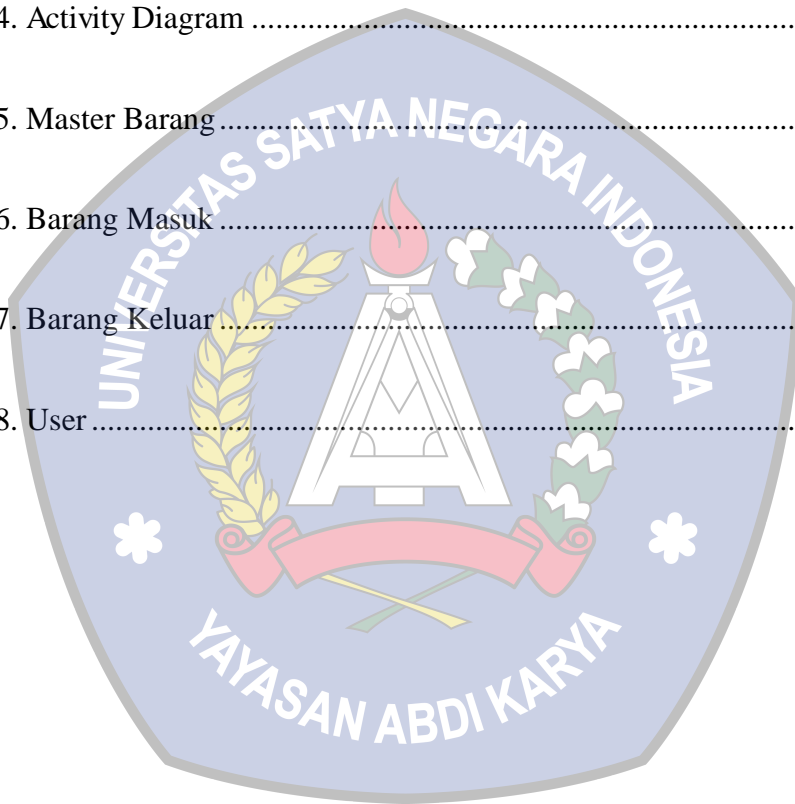 4. Activity Diagram ..........................................................................
5. Master Barang ..............................................................................
6. Barang Masuk ..............................................................................
7. Barang Keluar ..............................................................................
8. User ..............................................................................................
UNIVERSITAS SATYA NEGARA INDONESIA
YAYASAN ABDI KARYA